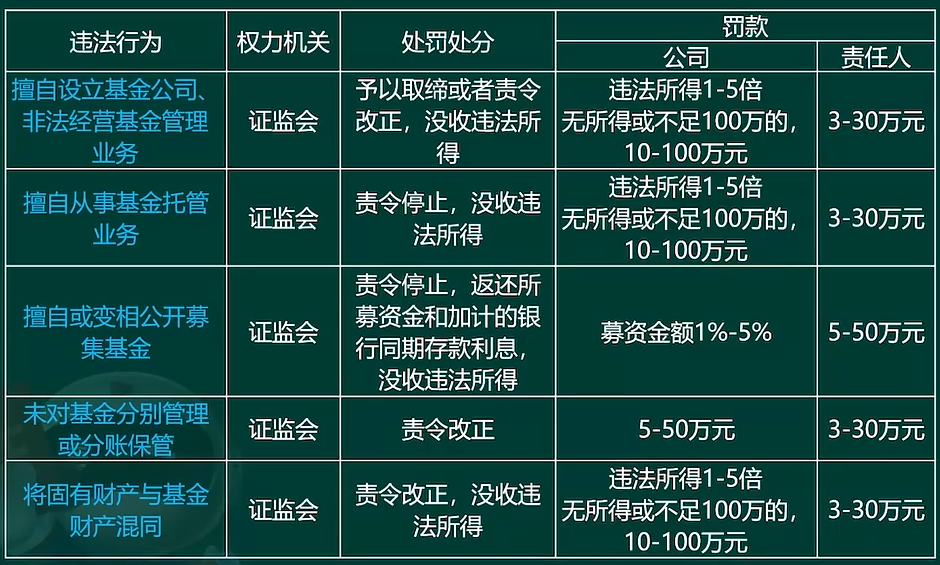 违法行为
权力机关
处罚处分
罚款
公司
责任人
擅自设立基金公司、
非法经营基金管理
业务
证监会
予以取缔或者责令
改正，没收违法所
得
违法所得1-5倍
无所得或不足100万的，
10-100万元
3-30万元
擅自从事基金托管
业务
证监会
责令停止，没收违
法所得
违法所得1-5倍
无所得或不足100万的，
10-100万元
3-30万元
擅自或变相公开募
集基金
证监会
责令停止，返还所
募资金和加计的银
行同期存款利息，
没收违法所得
募资金额1%-5%
5-50万元
未对基金分别管理
或分账保管
证监会
责令改正
5-50万元
3-30万元
将固有财产与基金
财产混同
证监会
责令改正，没收违
法所得
违法所得1-5倍
无所得或不足100万的，
10-100万元
3-30万元